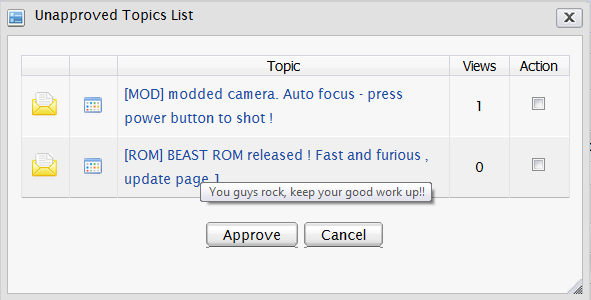 Unapproved Topics List
Topic Views Action
[MOD] modded camera. Auto focus - press
power button to shot ! 1
[ROM] BEAST ROM released ! Fast and furious , 0
update page 1
You guys rock, keep your good work up!!
Approve Cancel